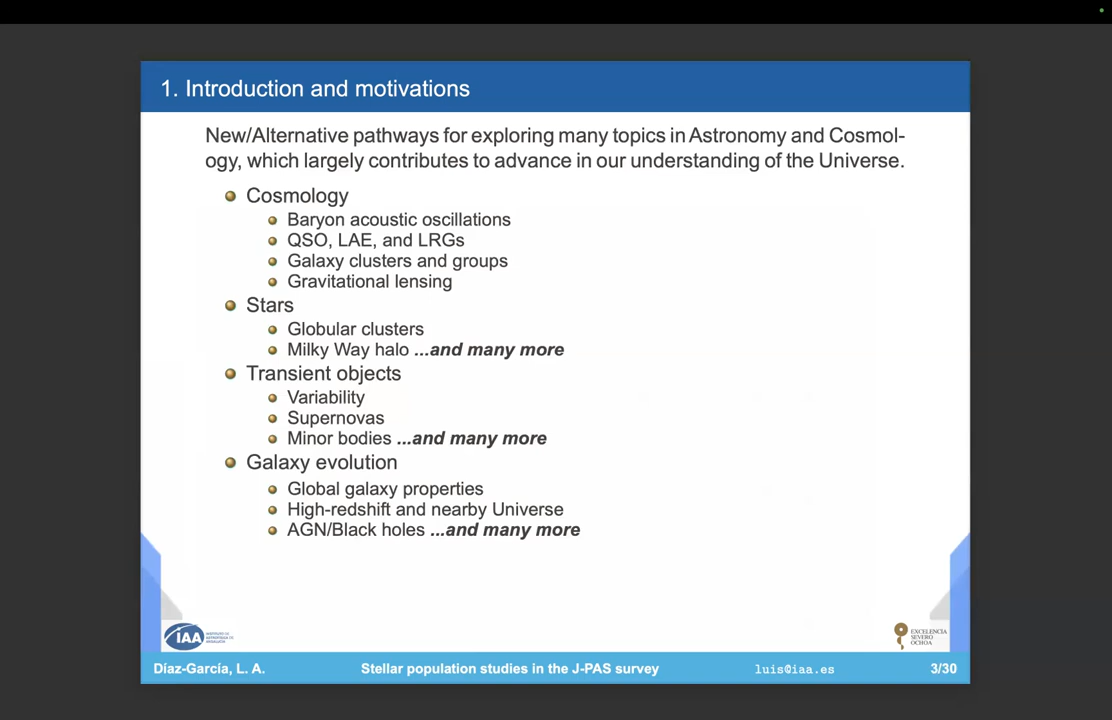 1. Introduction and motivations
New/Alternative pathways for exploring many topics in Astronomy and Cosmol-
ogy, which largely contributes to advance in our understanding of the Universe.
Cosmology
Baryon acoustic oscillations
QSO, LAE, and LRGs
Galaxy clusters and groups
Gravitational lensing
Stars
Globular clusters
Milky Way halo ...and many more
Transient objects
Variability
Supernovas
Minor bodies ...and many more
Galaxy evolution
Global galaxy properties
High-redshift and nearby Universe
AGN/Black holes ...and many more
IAA
EXCELENCIA
SEVERO
OCHOA
Díaz-García, L. A. Stellar population studies in the J-PAS survey luis@iaa.es 3/30